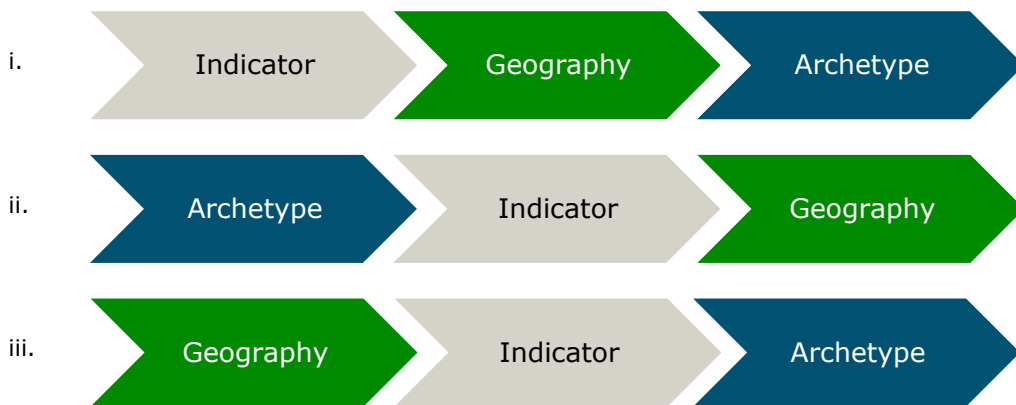 i. Indicator Geography Archetype
ii. Archetype Indicator Geography
iii. Geography Indicator Archetype